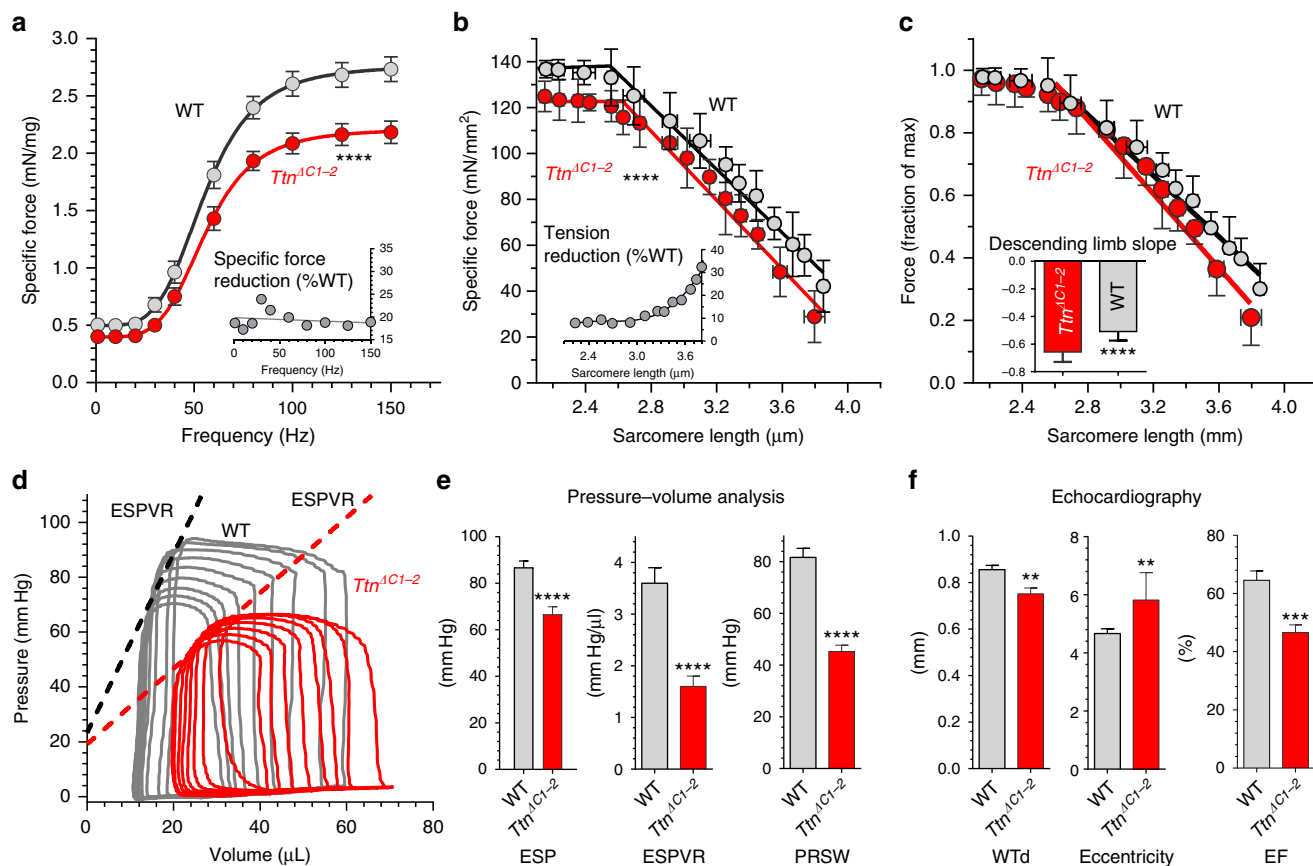 a
3.0
2.5
2.0
1.5
1.0
0.5
0.0
Specific force (mN/mg)
WT
Ttn^ΔC1–2
****
Specific force
reduction (%WT)
35
30
25
20
15
10
5
0
50
100
150
Frequency (Hz)
0
50
100
150
Frequency (Hz)
b
140
120
100
80
60
40
20
0
Specific force (mN/mm²)
WT
Ttn^ΔC1–2
****
Tension
reduction (%WT)
40
30
20
10
0
2.4
3.0
3.6
Sarcomere length (μm)
2.4
2.8
3.2
3.6
4.0
Sarcomere length (μm)
c
1.0
0.8
0.6
0.4
0.2
0.0
Force (fraction of max)
WT
Ttn^ΔC1–2
Descending limb slope
0.0
–0.2
–0.4
–0.6
–0.8
Ttn^ΔC1–2
WT
****
2.4
2.8
3.2
3.6
4.0
Sarcomere length (mm)
d
100
80
60
40
20
0
Pressure (mm Hg)
ESPVR
WT
ESPVR
Ttn^ΔC1–2
0
20
40
60
80
Volume (μL)
e
Pressure–volume analysis
100
80
60
40
20
0
(mm Hg)
****
WT
Ttn^ΔC1–2
ESP
4
3
2
1
0
(mm Hg/μl)
****
WT
Ttn^ΔC1–2
ESPVR
80
60
40
20
0
(mm Hg)
****
WT
Ttn^ΔC1–2
PRSW
f
Echocardiography
1.0
0.8
0.6
0.4
0.2
0.0
(mm)
**
WT
Ttn^ΔC1–2
WTd
8
6
4
2
0
**
WT
Ttn^ΔC1–2
Eccentricity
80
60
40
20
0
(%)
***
WT
Ttn^ΔC1–2
EF